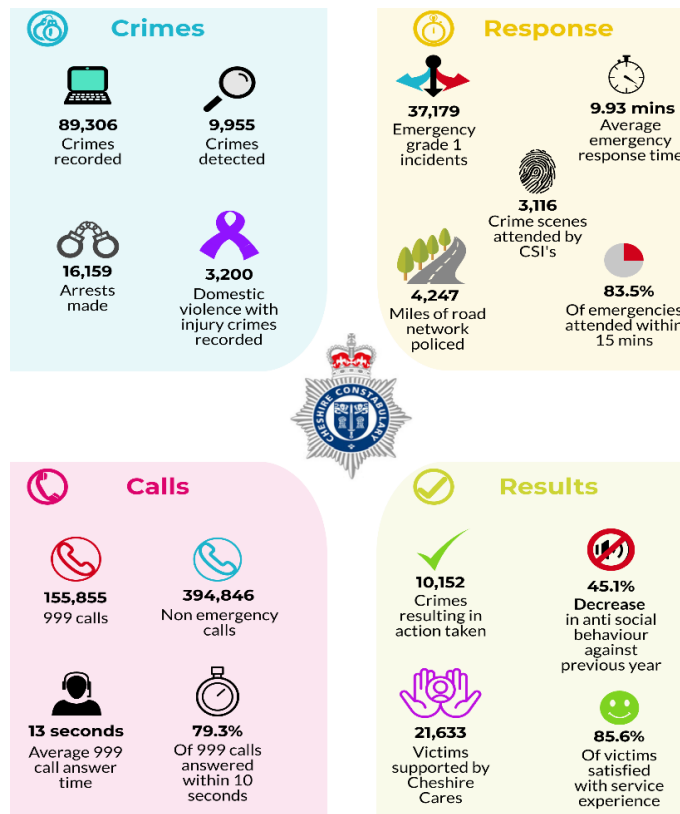 Crimes
89,306
Crimes
recorded
9,955
Crimes
detected
16,159
Arrests
made
3,200
Domestic
violence with
injury crimes
recorded
Response
37,179
Emergency
grade 1
incidents
9.93 mins
Average
emergency
response time
3,116
Crime scenes
attended by
CSI's
4,247
Miles of road
network
policed
83.5%
Of emergencies
attended within
15 mins
CHESHIRE CONSTABULARY
Calls
155,855
999 calls
394,846
Non emergency
calls
13 seconds
Average 999
call answer
time
79.3%
Of 999 calls
answered
within 10
seconds
Results
10,152
Crimes
resulting in
action taken
45.1%
Decrease
in anti social
behaviour
against
previous year
21,633
Victims
supported by
Cheshire
Cares
85.6%
Of victims
satisfied
with service
experience